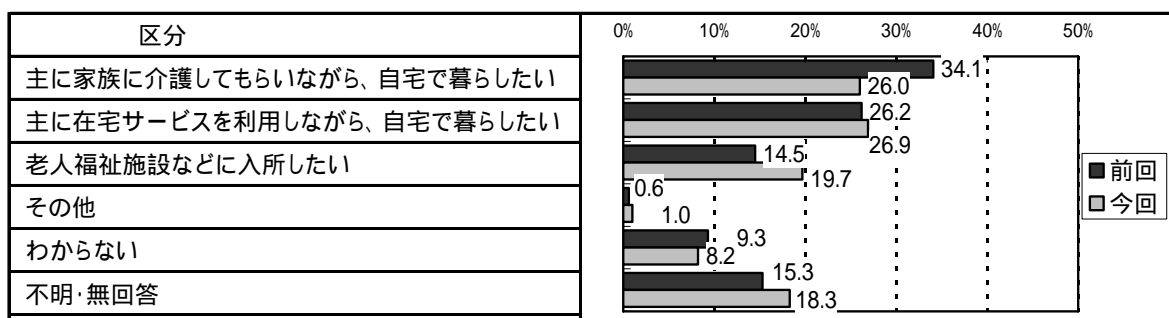 区分
0% 10% 20% 30% 40% 50%
主に家族に介護してもらいながら、自宅で暮らしたい
34.1
26.0
主に在宅サービスを利用しながら、自宅で暮らしたい
26.2
26.9
老人福祉施設などに入所したい
14.5
19.7
その他
0.6
1.0
わからない
9.3
8.2
不明・無回答
15.3
18.3
前回
今回